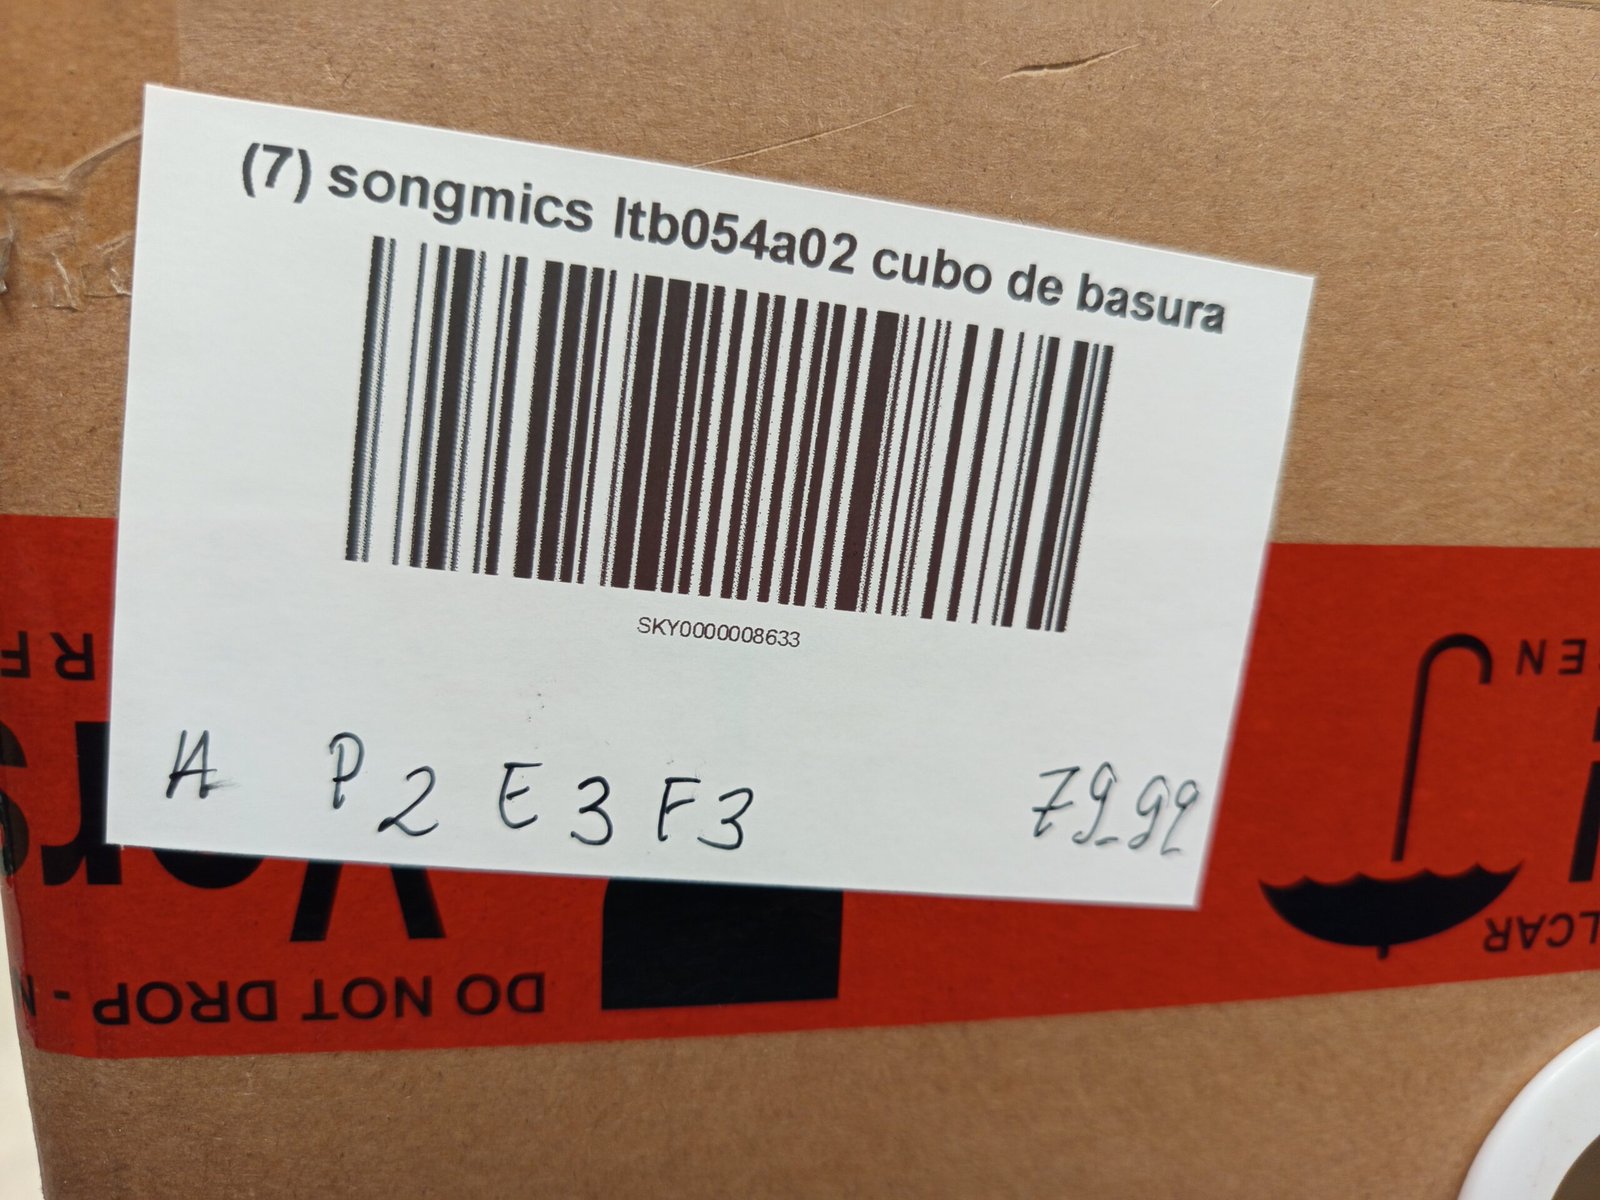 (7) songmics ltb054a02 cubo de basura
SKY0000008633
A P2 E3 F3 79.99
DO NOT DROP -